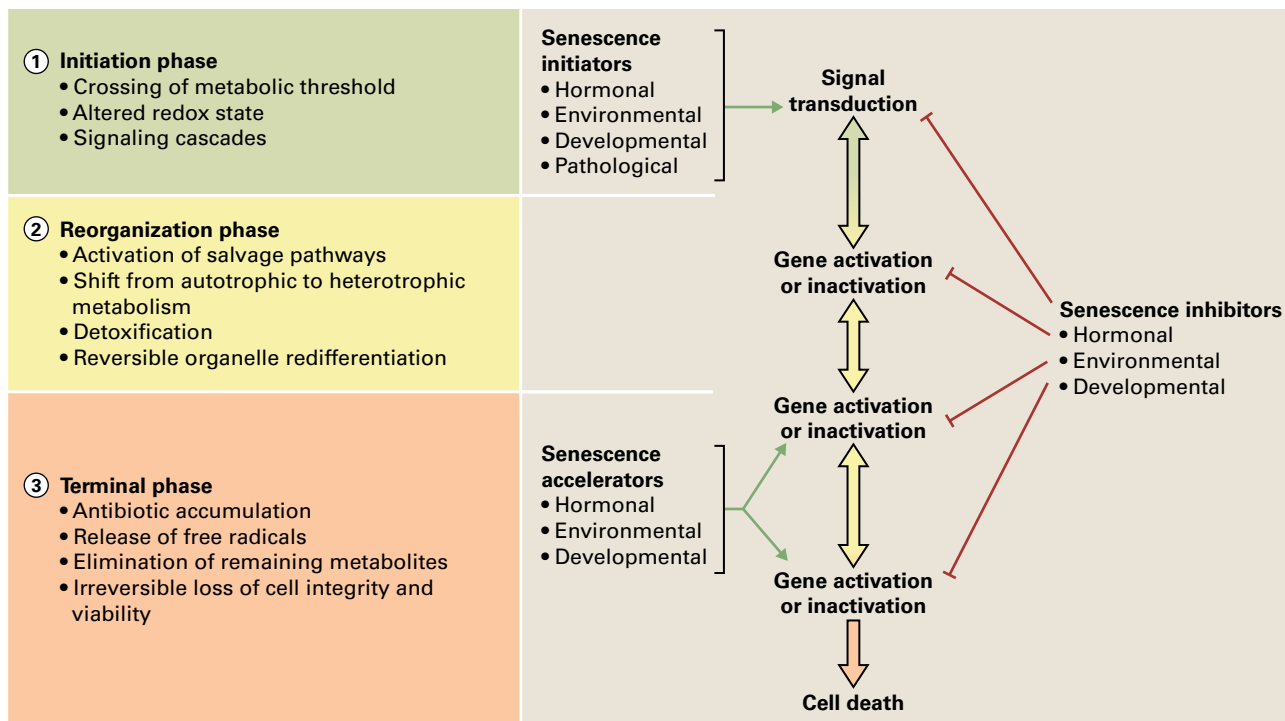 ① Initiation phase
• Crossing of metabolic threshold
• Altered redox state
• Signaling cascades
② Reorganization phase
• Activation of salvage pathways
• Shift from autotrophic to heterotrophic
metabolism
• Detoxification
• Reversible organelle redifferentiation
③ Terminal phase
• Antibiotic accumulation
• Release of free radicals
• Elimination of remaining metabolites
• Irreversible loss of cell integrity and
viability
Senescence
initiators
• Hormonal
• Environmental
• Developmental
• Pathological
Senescence
accelerators
• Hormonal
• Environmental
• Developmental
Signal
transduction
Gene activation
or inactivation
Gene activation
or inactivation
Gene activation
or inactivation
Cell death
Senescence inhibitors
• Hormonal
• Environmental
• Developmental